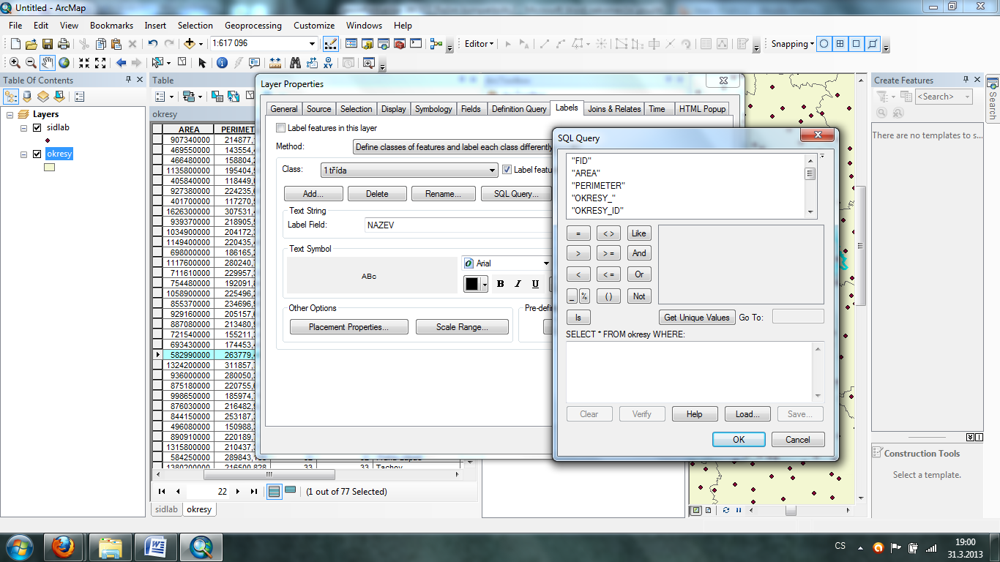 Untitled - ArcMap
File Edit View Bookmarks Insert Selection Geoprocessing Customize Windows Help
1:617 096 Editor Snapping
Table Of Contents
Layers
sidlab
okresy
Table
okresy
AREA PERIMET
907340000 214877,
469550000 143554,
466480000 158804,
1135800000 195404,
405840000 118449,
927380000 224235,
401700000 117270,
1626300000 307531,
939370000 218905,
1034900000 204172,
1149400000 220435,
698000000 186165,
1117600000 280240,
711610000 229957,
754480000 192091,
1058900000 225496,
855370000 234696,
929160000 205157,
887080000 213480,
721540000 155211,
693430000 174453,
582990000 263779,
1324200000 311857,
936000000 280050,
875180000 220755,
998650000 185974,
876030000 216482,
844150000 253187,
496080000 150988,
890910000 220189,
1315800000 210437,
584250000 289843,
1380200000 216500,828 33 33 Tachov
22 (1 out of 77 Selected)
sidlab okresy
Layer Properties
General Source Selection Display Symbology Fields Definition Query Labels Joins & Relates Time HTML Popup
Label features in this layer
Method: Define classes of features and label each class differently
Class: 1 třída Label featu
Add... Delete Rename... SQL Query...
Text String
Label Field: NAZEV
Text Symbol
ABc
Arial
B I U
Other Options
Pre-defin
Placement Properties... Scale Range...
SQL Query
"FID"
"AREA"
"PERIMETER"
"OKRESY_"
"OKRESY_ID"
= < > Like
> > = And
< < = Or
_ % ( ) Not
Is Get Unique Values Go To:
SELECT * FROM okresy WHERE:
Clear Verify Help Load... Save...
OK Cancel
Create Features
<Search>
There are no templates to s...
Search
Construction Tools
Select a template.
CS 19:00
31.3.2013